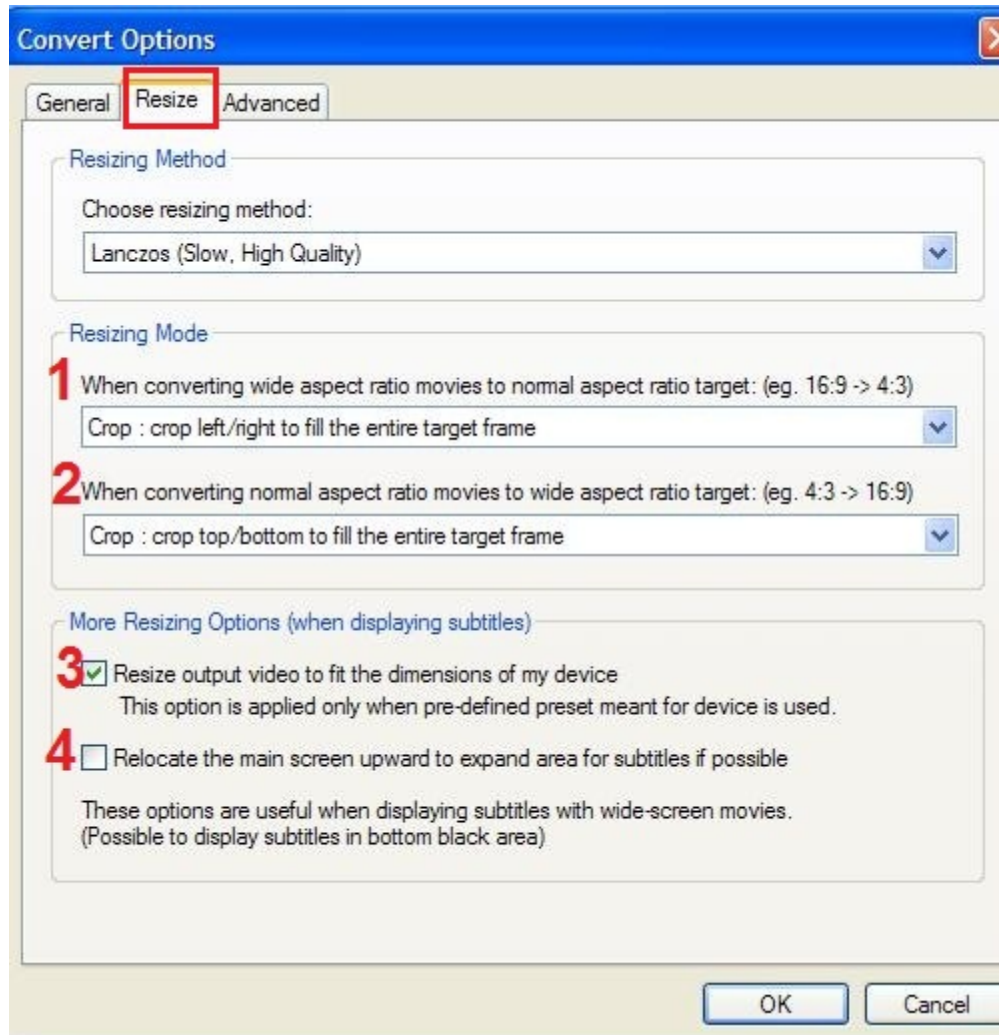 Convert Options
General Resize Advanced
Resizing Method
Choose resizing method:
Lanczos (Slow, High Quality)
Resizing Mode
1 When converting wide aspect ratio movies to normal aspect ratio target: (eg. 16:9 -> 4:3)
Crop : crop left/right to fill the entire target frame
2 When converting normal aspect ratio movies to wide aspect ratio target: (eg. 4:3 -> 16:9)
Crop : crop top/bottom to fill the entire target frame
More Resizing Options (when displaying subtitles)
3 Resize output video to fit the dimensions of my device
This option is applied only when pre-defined preset meant for device is used.
4 Relocate the main screen upward to expand area for subtitles if possible
These options are useful when displaying subtitles with wide-screen movies.
(Possible to display subtitles in bottom black area)
OK Cancel